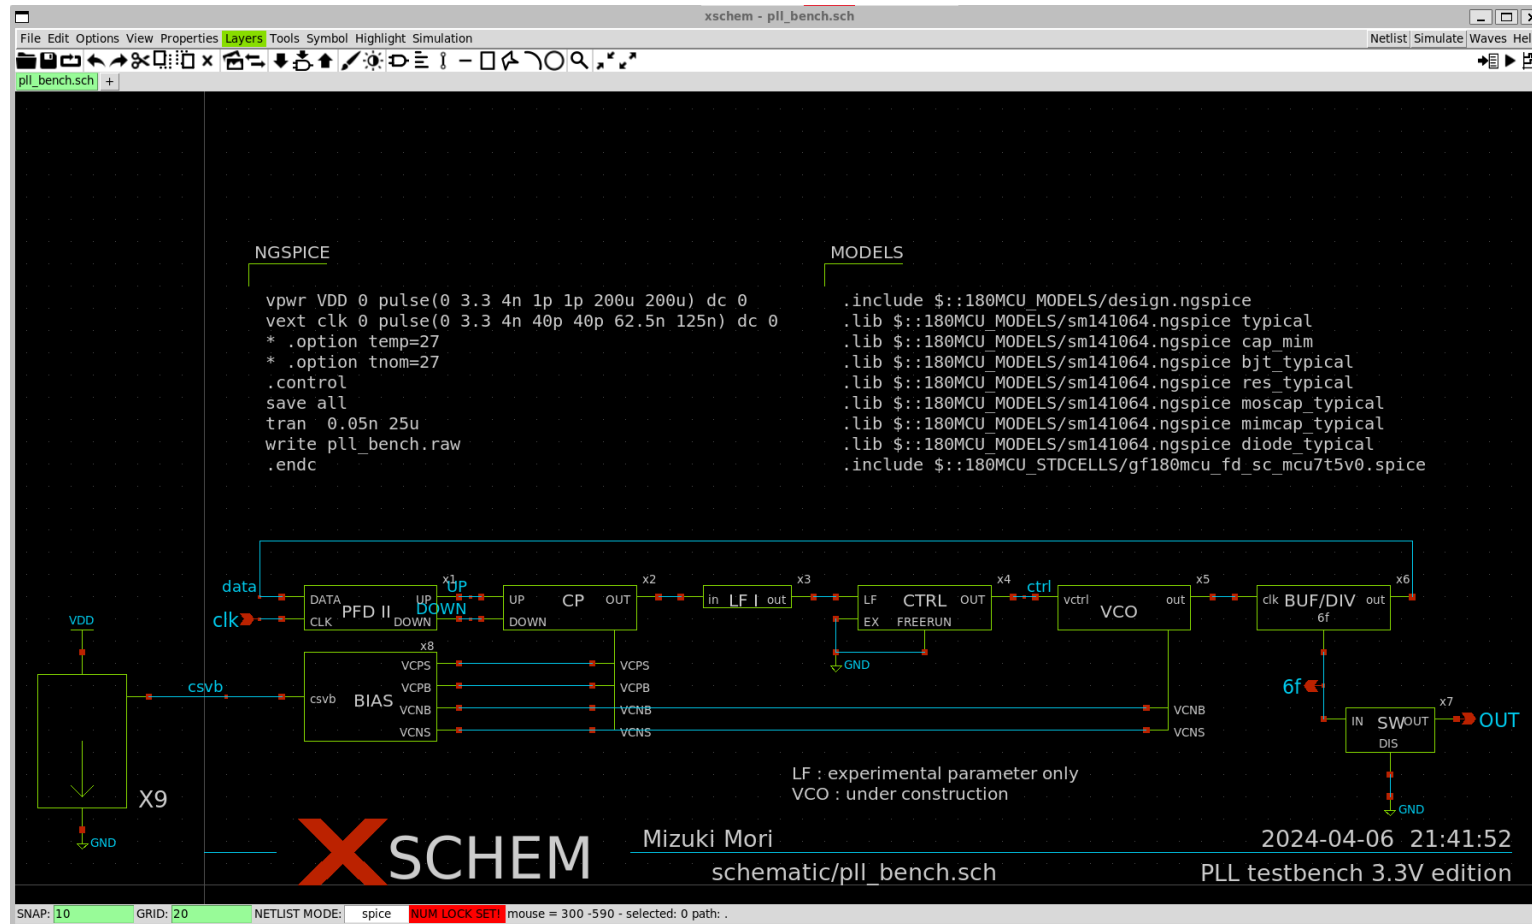 xschem - pll_bench.sch
File Edit Options View Properties Layers Tools Symbol Highlight Simulation Netlist Simulate Waves Hel
pll_bench.sch +
NGSPICE
vpwr VDD 0 pulse(0 3.3 4n 1p 1p 200u 200u) dc 0
vext clk 0 pulse(0 3.3 4n 40p 40p 62.5n 125n) dc 0
* .option temp=27
* .option tnom=27
.control
save all
tran  0.05n 25u
write pll_bench.raw
.endc
MODELS
.include $::180MCU_MODELS/design.ngspice
.lib $::180MCU_MODELS/sm141064.ngspice typical
.lib $::180MCU_MODELS/sm141064.ngspice cap_mim
.lib $::180MCU_MODELS/sm141064.ngspice bjt_typical
.lib $::180MCU_MODELS/sm141064.ngspice res_typical
.lib $::180MCU_MODELS/sm141064.ngspice moscap_typical
.lib $::180MCU_MODELS/sm141064.ngspice mimcap_typical
.lib $::180MCU_MODELS/sm141064.ngspice diode_typical
.include $::180MCU_STDCELLS/gf180mcu_fd_sc_mcu7t5v0.spice
x1 x2 x3 x4 x5 x6
data UP ctrl
DATA UP UP CP OUT in LF I out LF CTRL OUT vctrl out clk BUF/DIV out
PFD II DOWN VCO 6f
clk CLK DOWN DOWN EX FREERUN
VDD
x8
GND
VCPS VCPS
csvb VCPB VCPB 6f
csvb BIAS
VCNB VCNB VCNB
x7
IN SW OUT OUT
VCNS VCNS VCNS
DIS
X9
LF : experimental parameter only
VCO : under construction
GND
GND
XSCHEM
Mizuki Mori 2024-04-06  21:41:52
schematic/pll_bench.sch PLL testbench 3.3V edition
SNAP: 10 GRID: 20 NETLIST MODE: spice NUM LOCK SET! mouse = 300 -590 - selected: 0 path: .